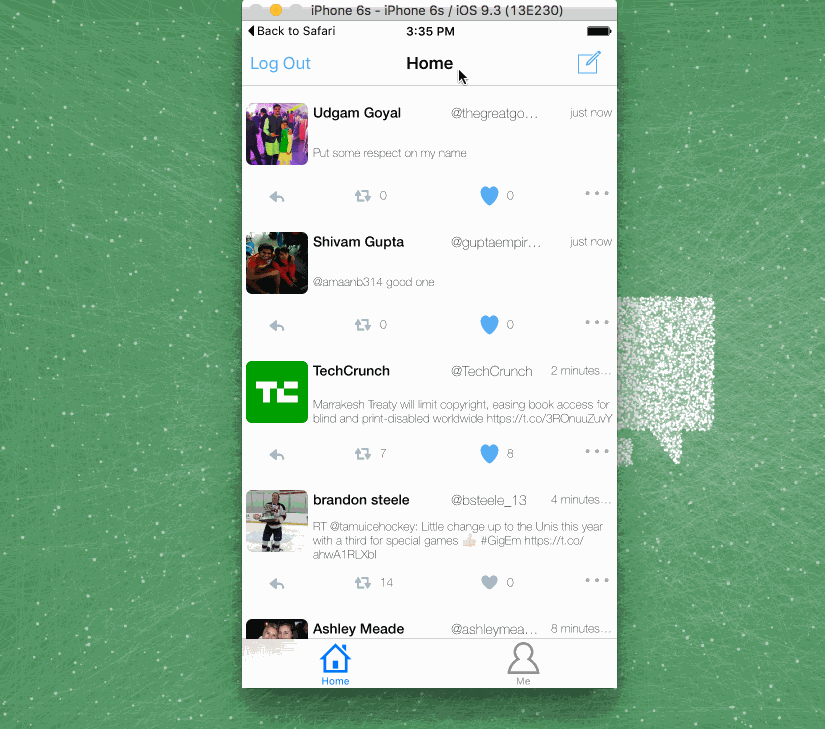 iPhone 6s - iPhone 6s / iOS 9.3 (13E230)
Back to Safari
3:35 PM
Log Out
Home
Udgam Goyal @thegreatgo... just now
Put some respect on my name
0
0
Shivam Gupta @guptaempir... just now
@amaanb314 good one
0
0
TC
TechCrunch @TechCrunch 2 minutes...
Marrakesh Treaty will limit copyright, easing book access for
blind and print-disabled worldwide https://t.co/3ROnuuZuvY
7
8
brandon steele @bsteele_13 4 minutes...
RT @tamuicehockey: Little change up to the Unis this year
with a third for special games 👍🏻 #GigEm https://t.co/
ahwA1RLXbI
14
0
Ashley Meade @ashleymea... 8 minutes...
Home
Me